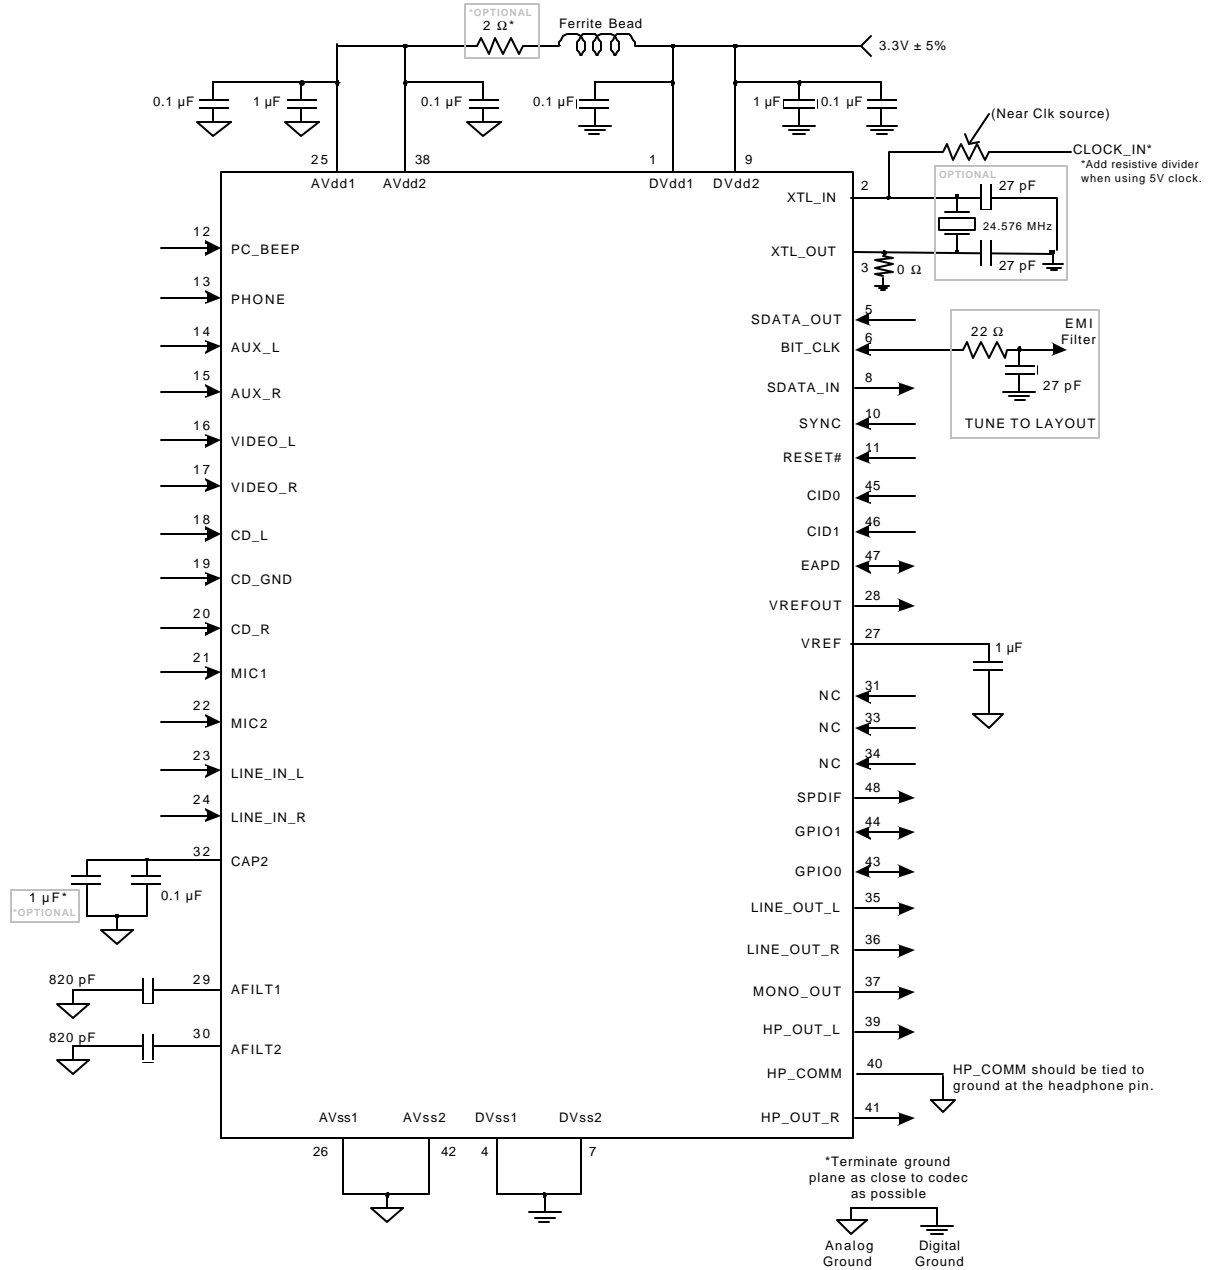 *OPTIONAL
2 Ω*
Ferrite Bead
3.3V ± 5%
0.1 µF
1 µF
0.1 µF
0.1 µF
1 µF
0.1 µF
25
38
1
9
AVdd1
AVdd2
DVdd1
DVdd2
(Near Clk source)
CLOCK_IN*
*Add resistive divider
when using 5V clock.
OPTIONAL
27 pF
24.576 MHz
27 pF
2
XTL_IN
XTL_OUT
3
0 Ω
12
PC_BEEP
13
PHONE
14
AUX_L
15
AUX_R
16
VIDEO_L
17
VIDEO_R
18
CD_L
19
CD_GND
20
CD_R
21
MIC1
22
MIC2
23
LINE_IN_L
24
LINE_IN_R
32
CAP2
1 µF*
*OPTIONAL
0.1 µF
820 pF
29
AFILT1
820 pF
30
AFILT2
SDATA_OUT
5
BIT_CLK
6
22 Ω
EMI
Filter
27 pF
TUNE TO LAYOUT
SDATA_IN
8
SYNC
10
RESET#
11
CID0
45
CID1
46
EAPD
47
VREFOUT
28
VREF
27
1 µF
NC
31
NC
33
NC
34
SPDIF
48
GPIO1
44
GPIO0
43
LINE_OUT_L
35
LINE_OUT_R
36
MONO_OUT
37
HP_OUT_L
39
HP_COMM
40
HP_COMM should be tied to
ground at the headphone pin.
HP_OUT_R
41
AVss1
AVss2
DVss1
DVss2
26
42
4
7
*Terminate ground
plane as close to codec
as possible
Analog
Ground
Digital
Ground